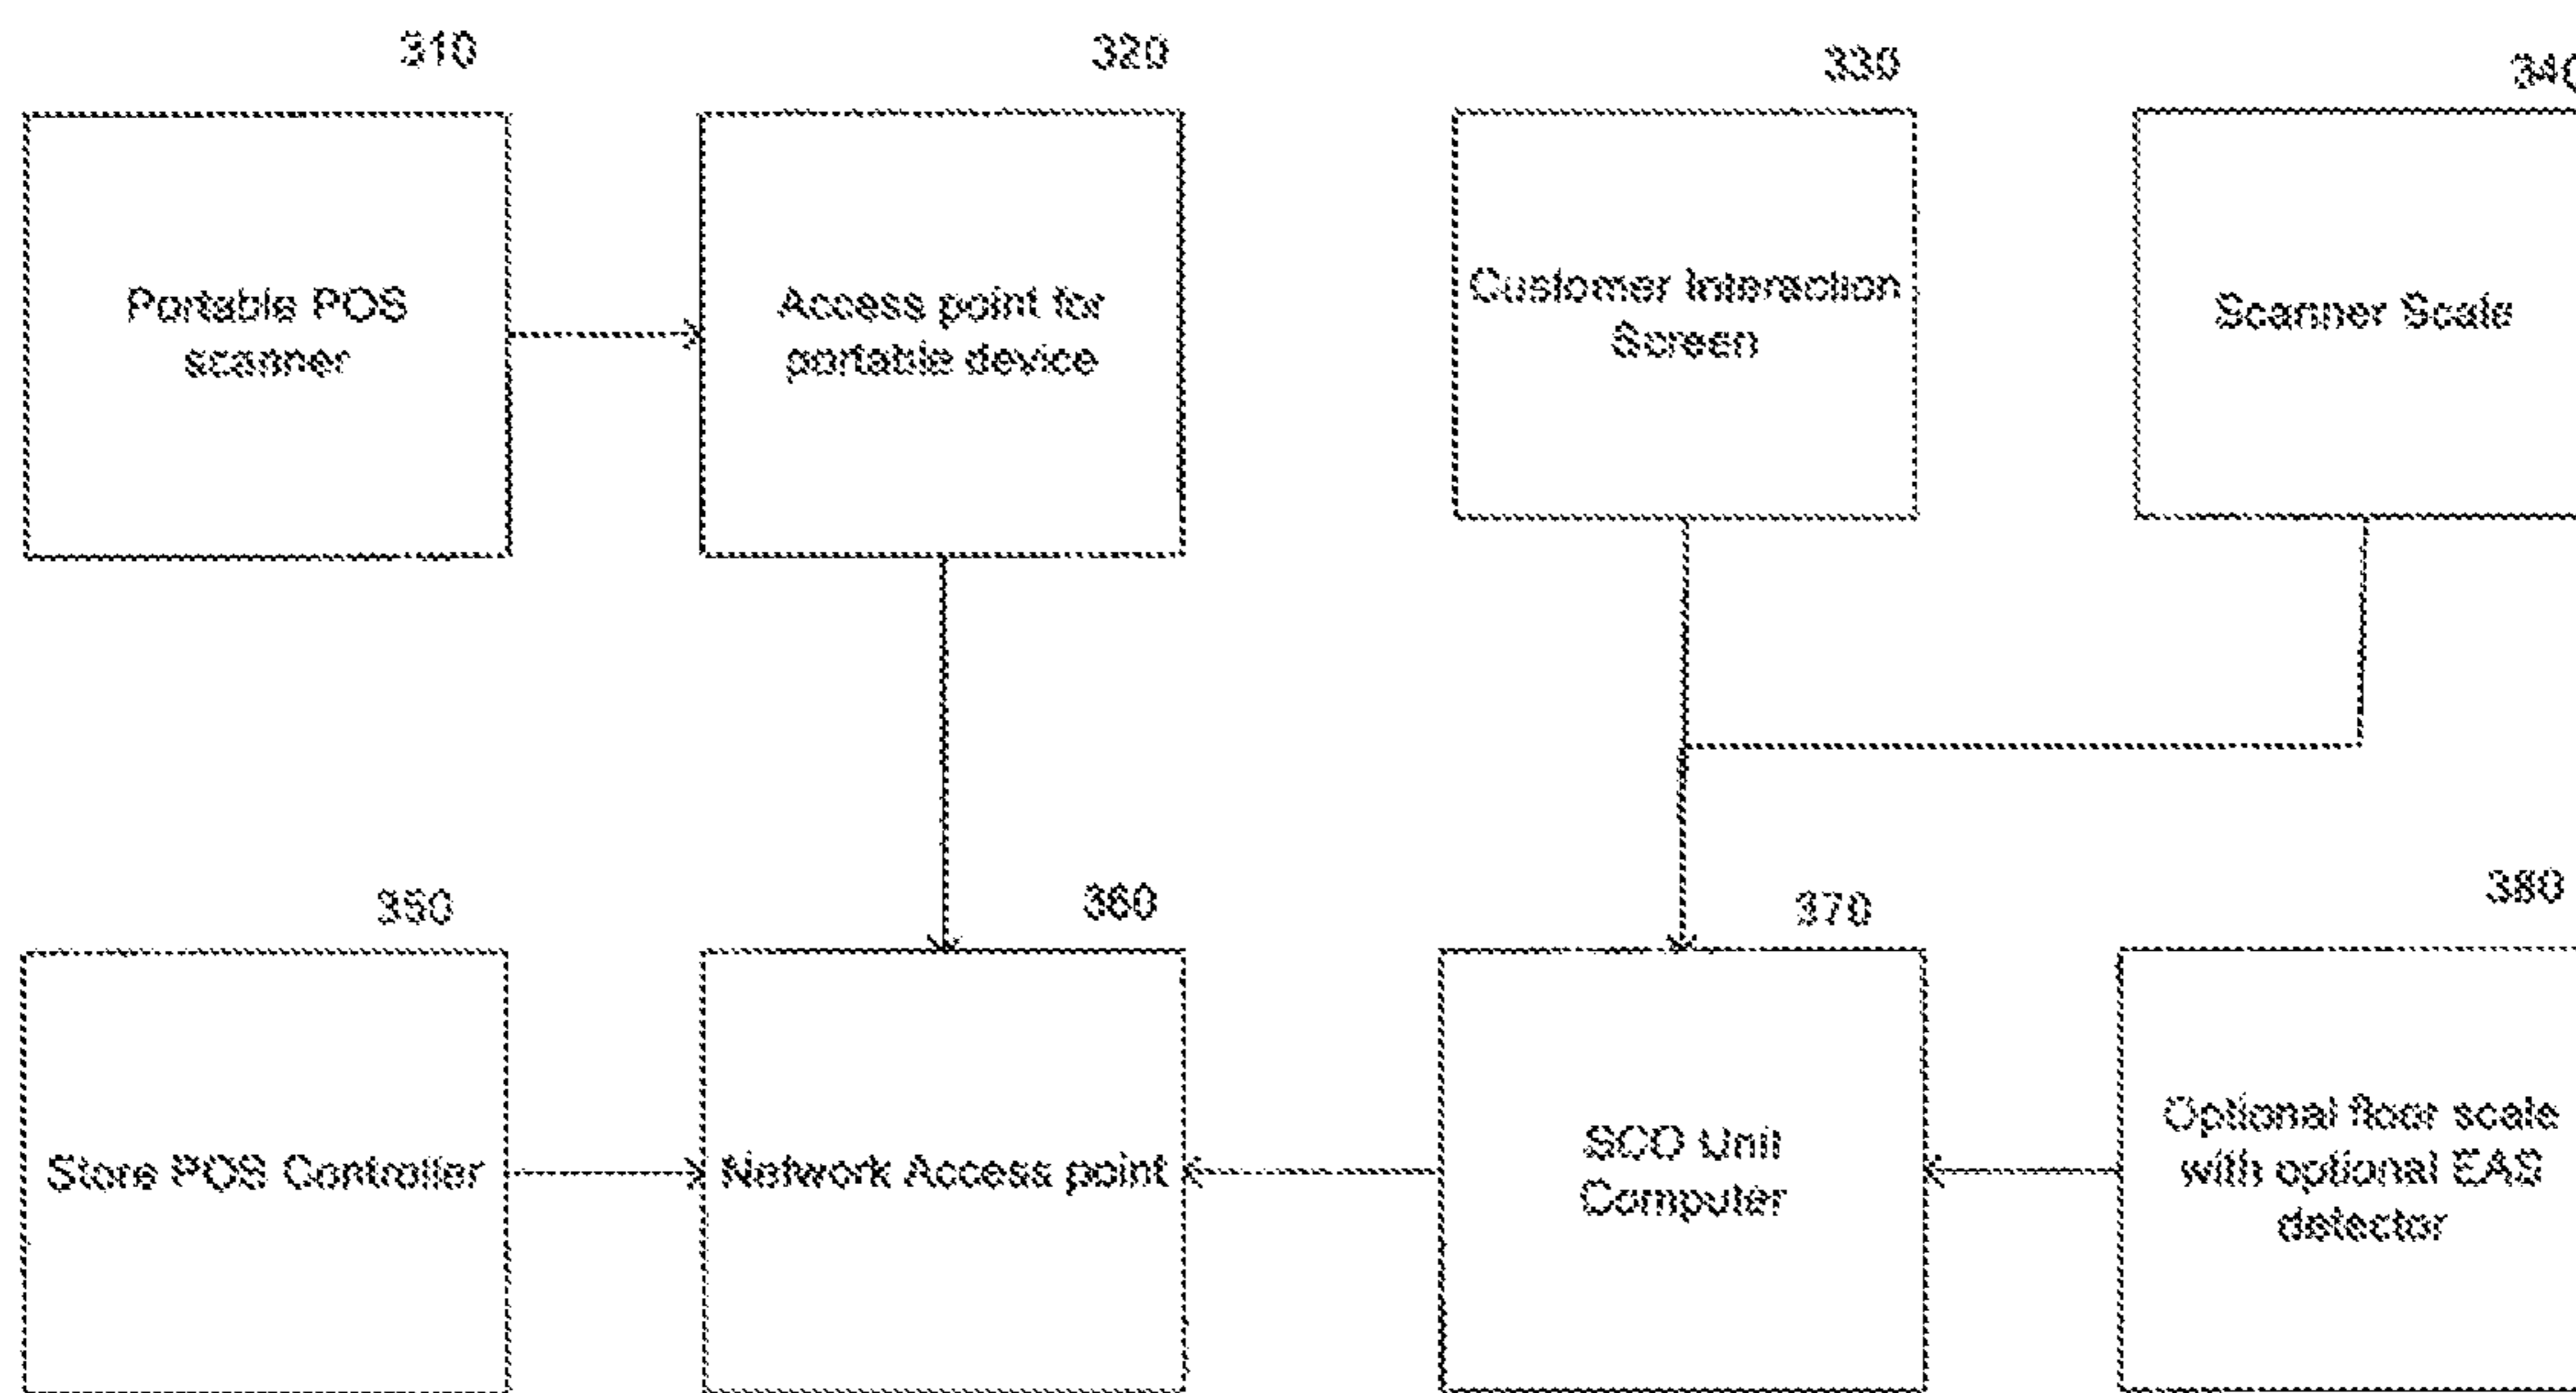 310
320
330
340
Portable POS
scanner
Access point for
portable device
Customer Interaction
Screen
Scanner Scale
350
360
370
380
Store POS Controller
Network Access point
SCO Unit
Computer
Optional floor scale
with optional EAS
detector